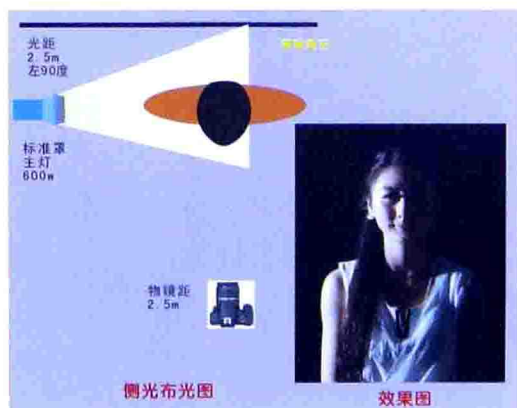 光距
2.5m
左90度
标准罩
主灯
600w
物镜距
2.5m
侧光布光图
效果图